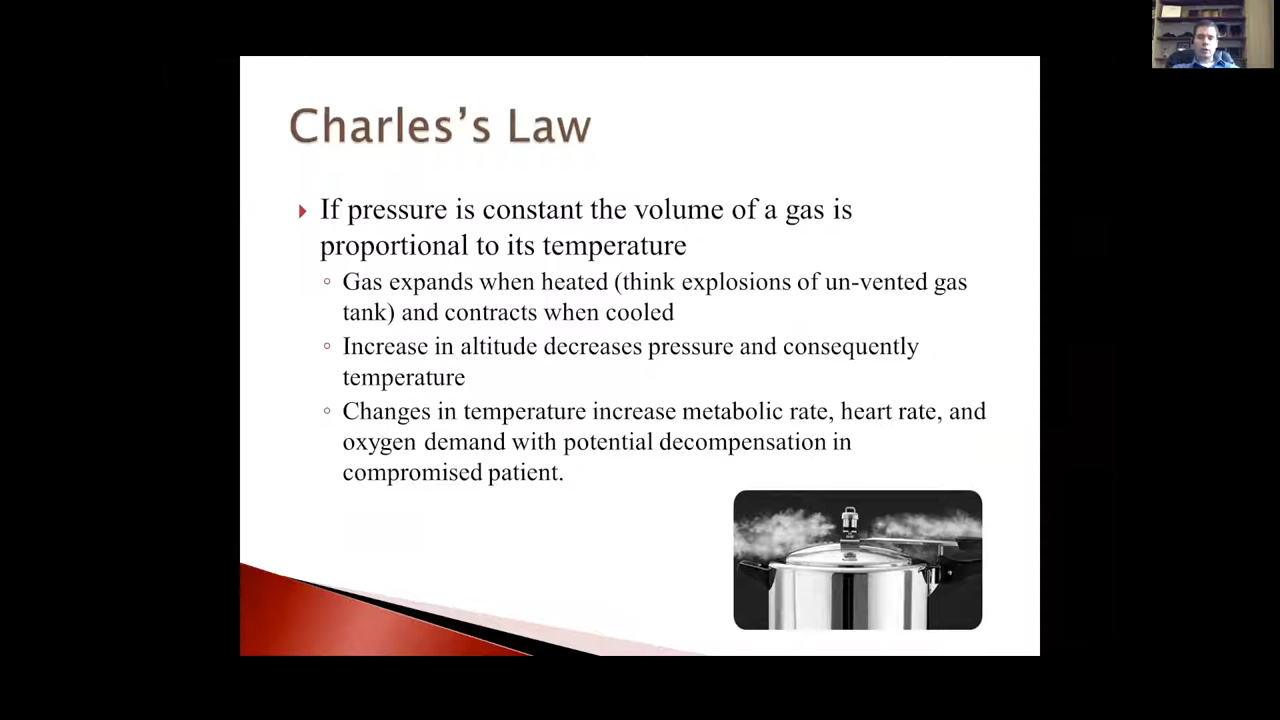 Charles's Law
If pressure is constant the volume of a gas is
proportional to its temperature
Gas expands when heated (think explosions of un-vented gas
tank) and contracts when cooled
Increase in altitude decreases pressure and consequently
temperature
Changes in temperature increase metabolic rate, heart rate, and
oxygen demand with potential decompensation in
compromised patient.